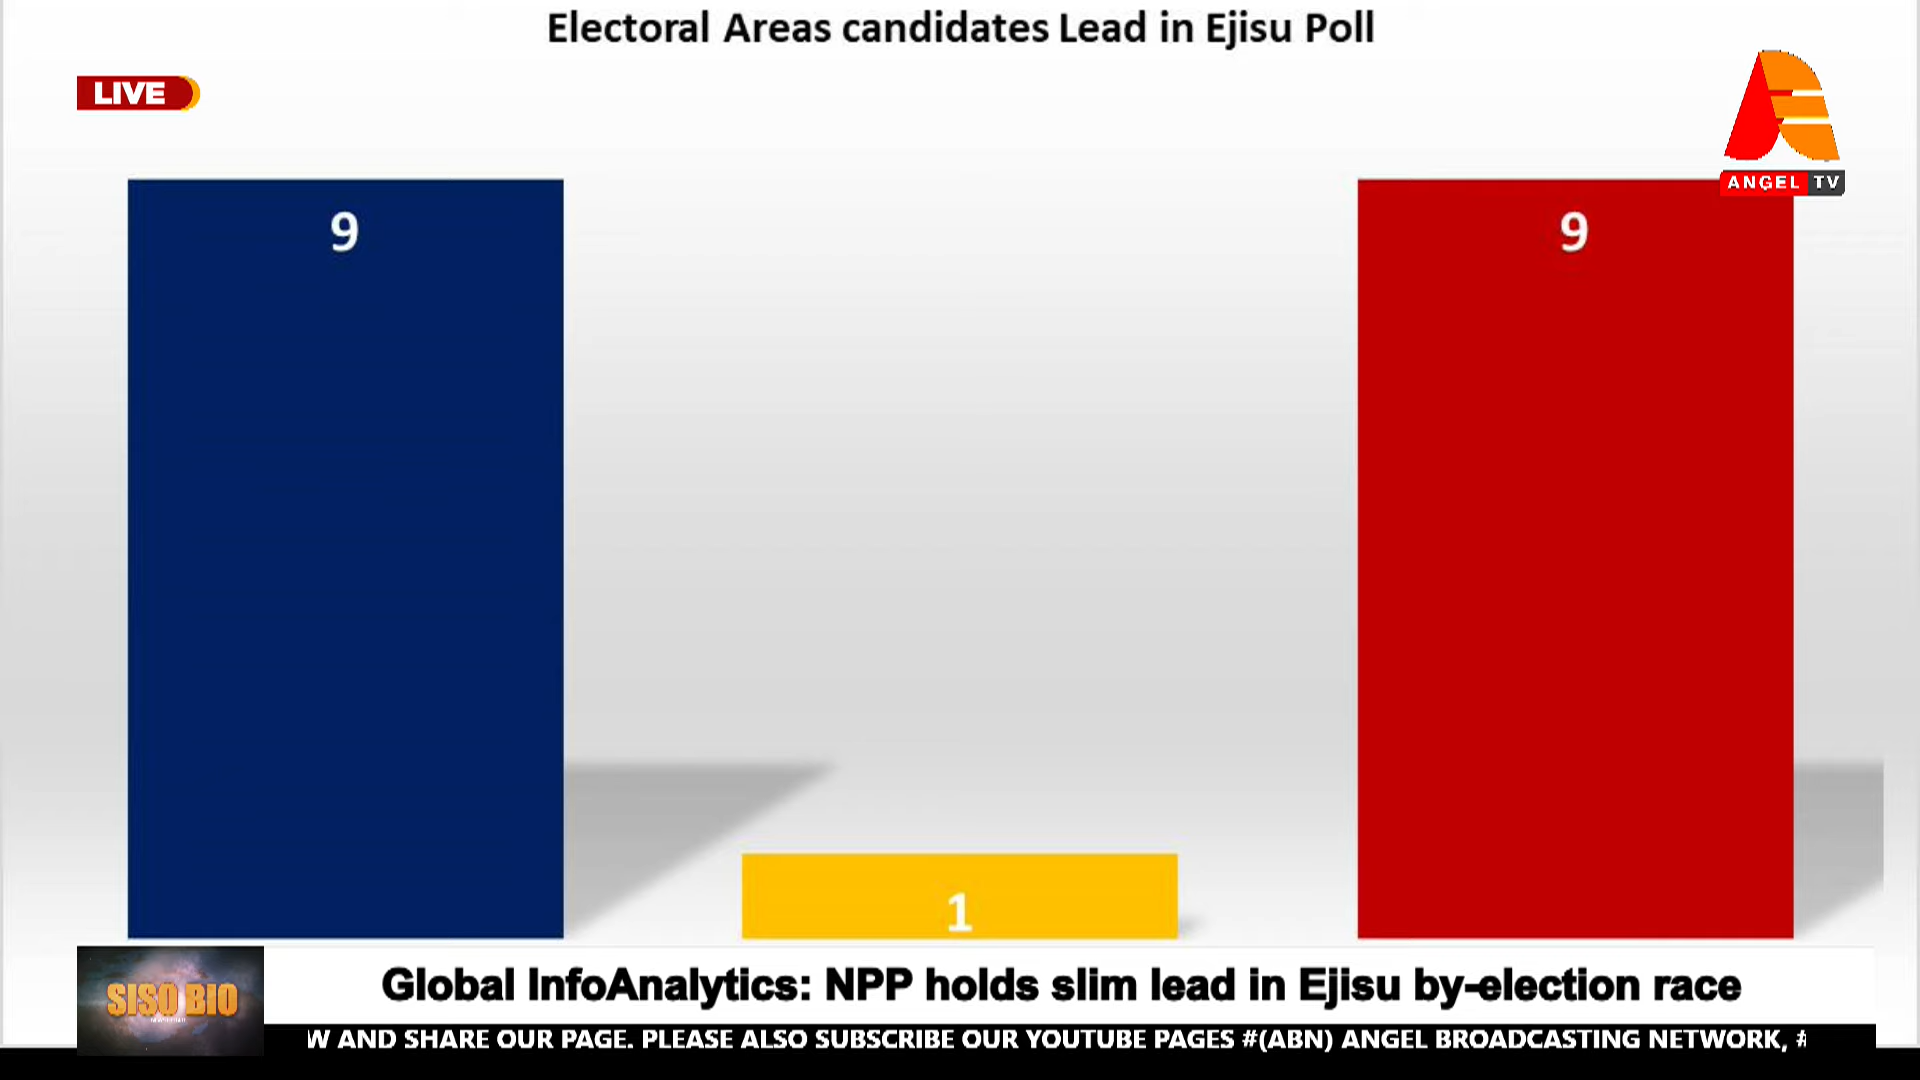 Electoral Areas candidates Lead in Ejisu Poll
LIVE
ANGEL TV
9
9
1
Global InfoAnalytics: NPP holds slim lead in Ejisu by-election race
SISO BIO
W AND SHARE OUR PAGE. PLEASE ALSO SUBSCRIBE OUR YOUTUBE PAGES #(ABN) ANGEL BROADCASTING NETWORK, #